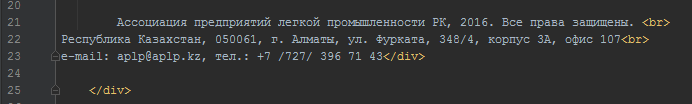 20
21 Ассоциация предприятий легкой промышленности РК, 2016. Все права защищены. <br>
22 Республика Казахстан, 050061, г. Алматы, ул. Фурката, 348/4, корпус 3А, офис 107<br>
23 e-mail: aplp@aplp.kz, тел.: +7 /727/ 396 71 43</div>
24
25 </div>